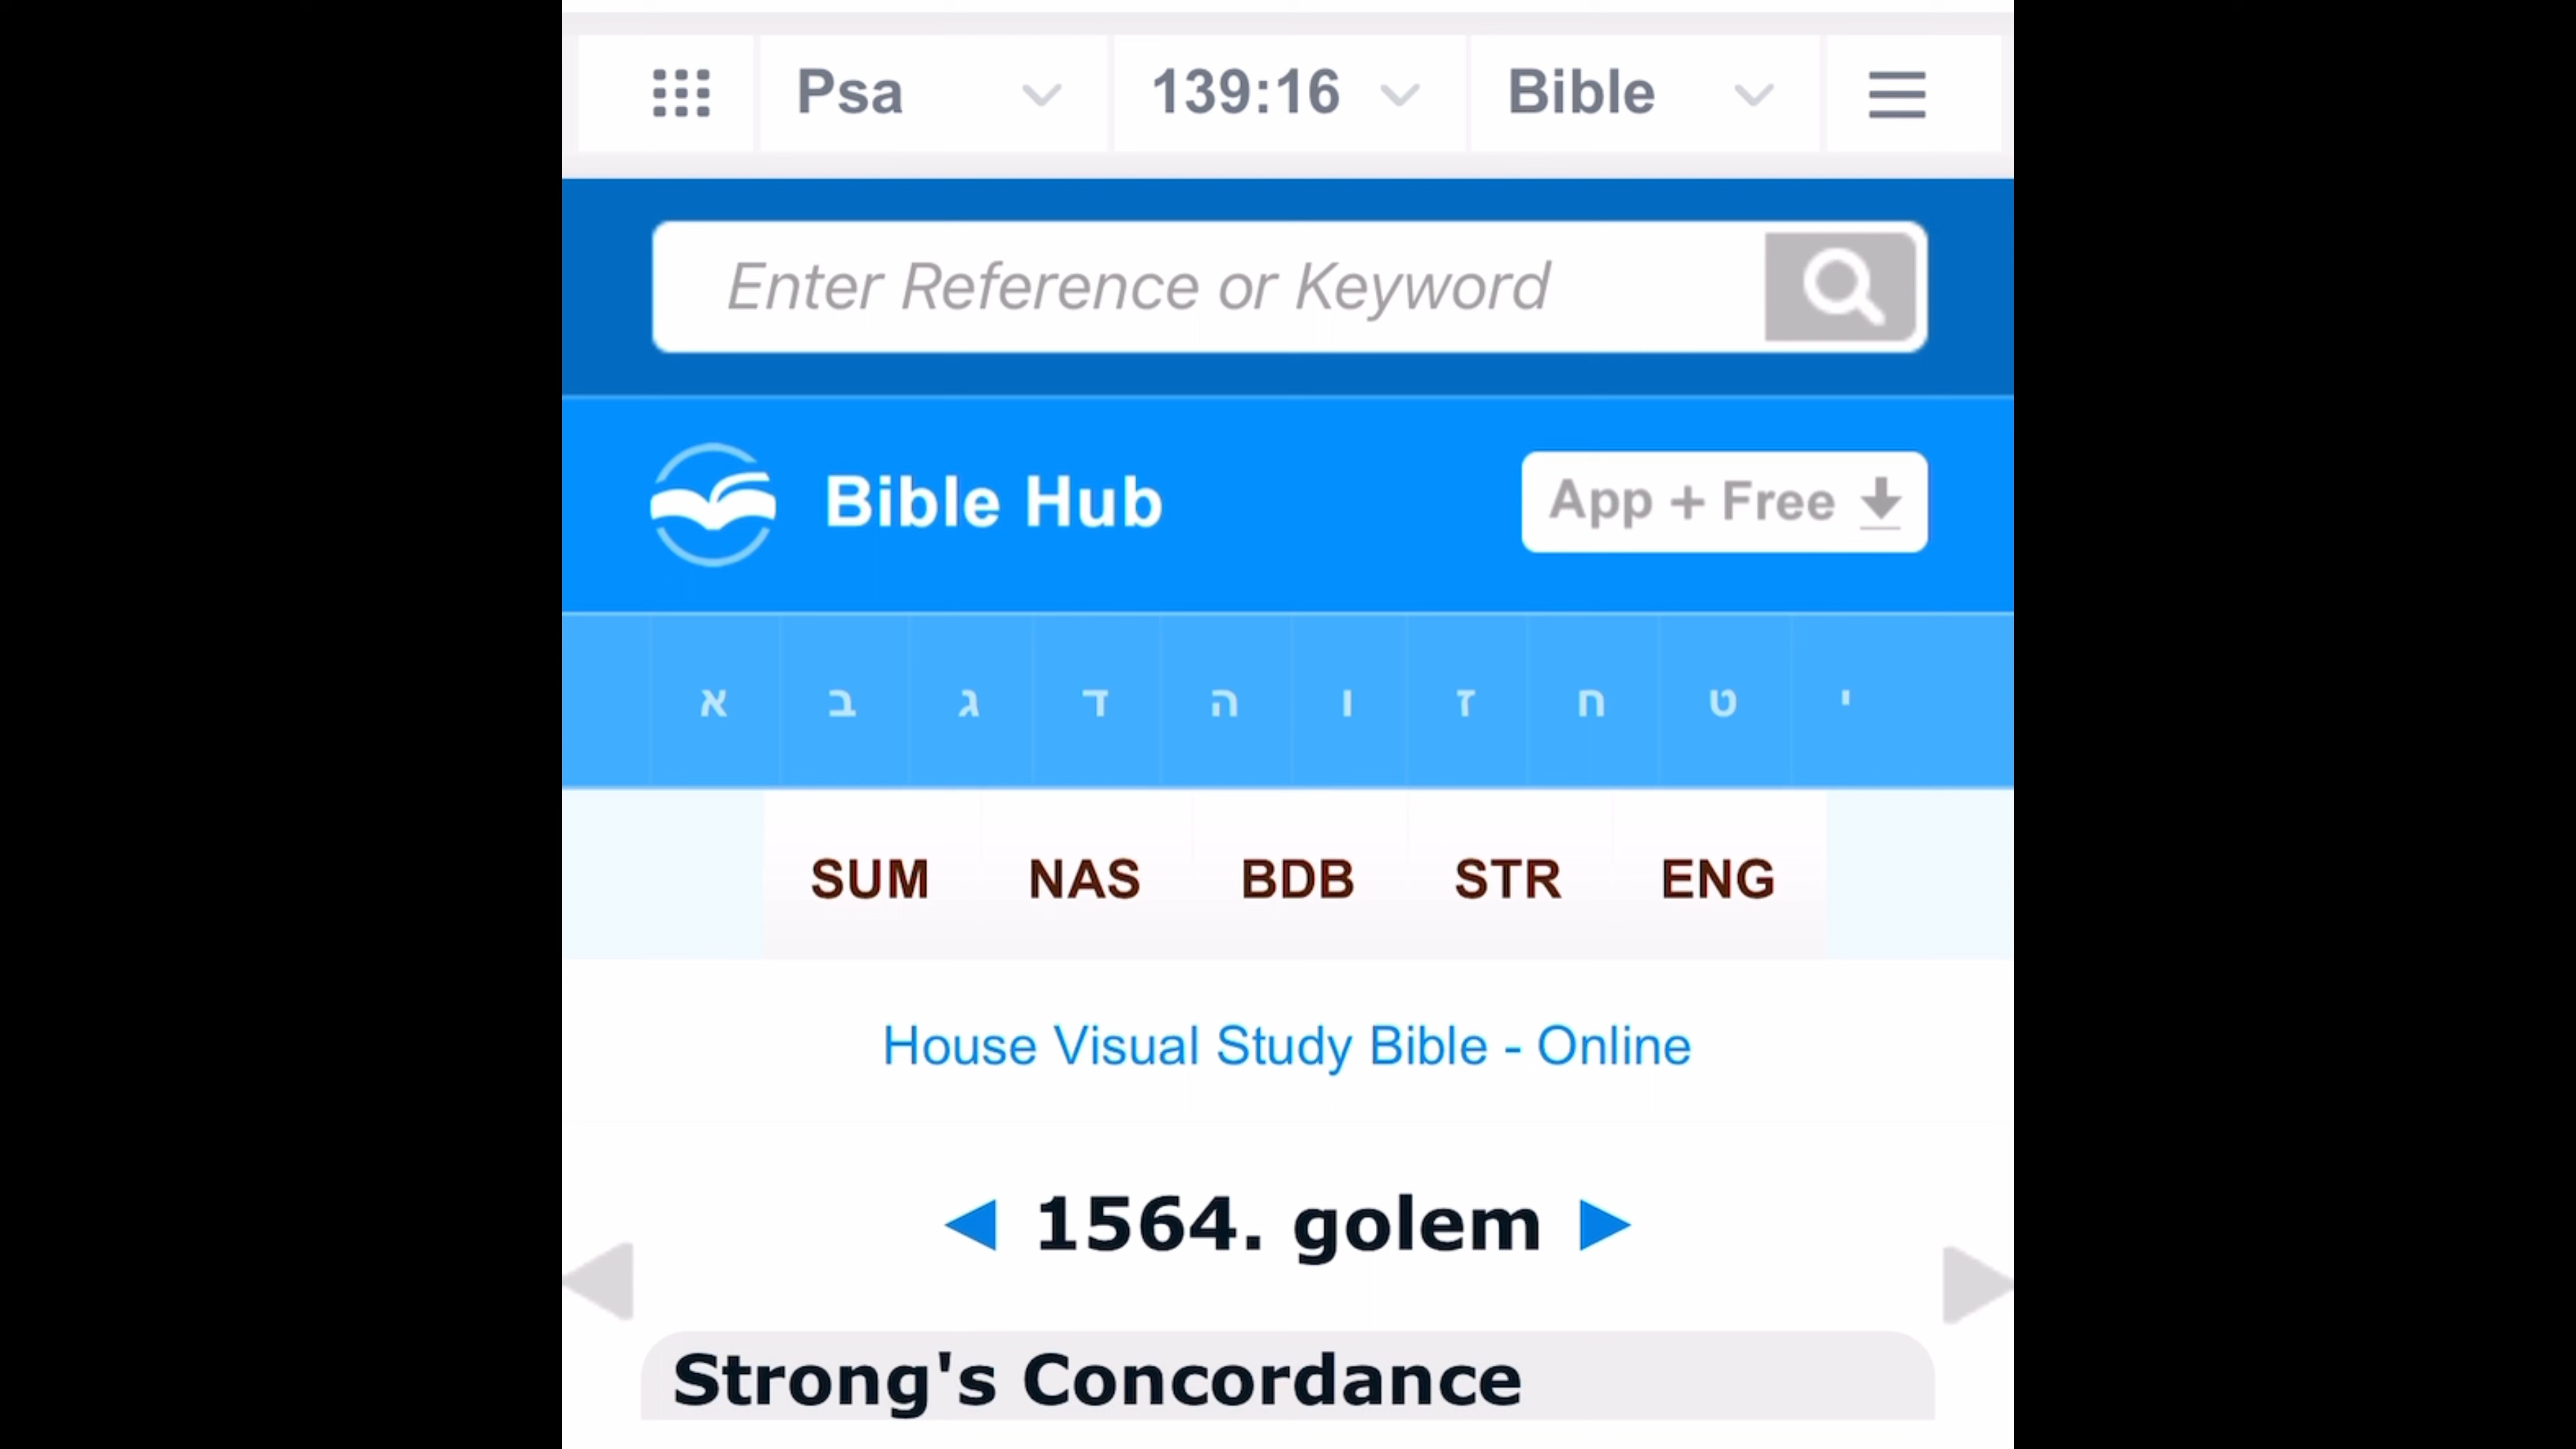 Psa 139:16 Bible
Enter Reference or Keyword
Bible Hub App + Free
א ב ג ד ה ו ז ח ט י
SUM NAS BDB STR ENG
House Visual Study Bible - Online
◄ 1564. golem ►
Strong's Concordance